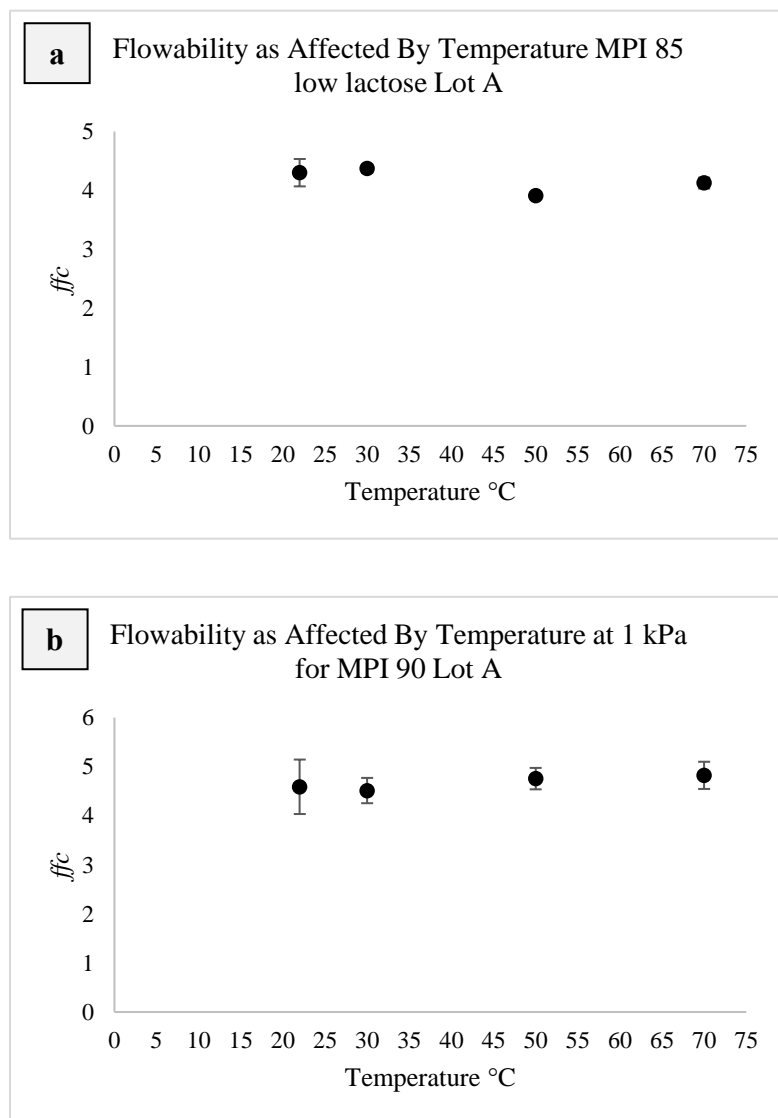 a
Flowability as Affected By Temperature MPI 85
low lactose Lot A
5
4
3
2
1
0
ffc
0 5 10 15 20 25 30 35 40 45 50 55 60 65 70 75
Temperature °C
b
Flowability as Affected By Temperature at 1 kPa
for MPI 90 Lot A
6
5
4
3
2
1
0
ffc
0 5 10 15 20 25 30 35 40 45 50 55 60 65 70 75
Temperature °C